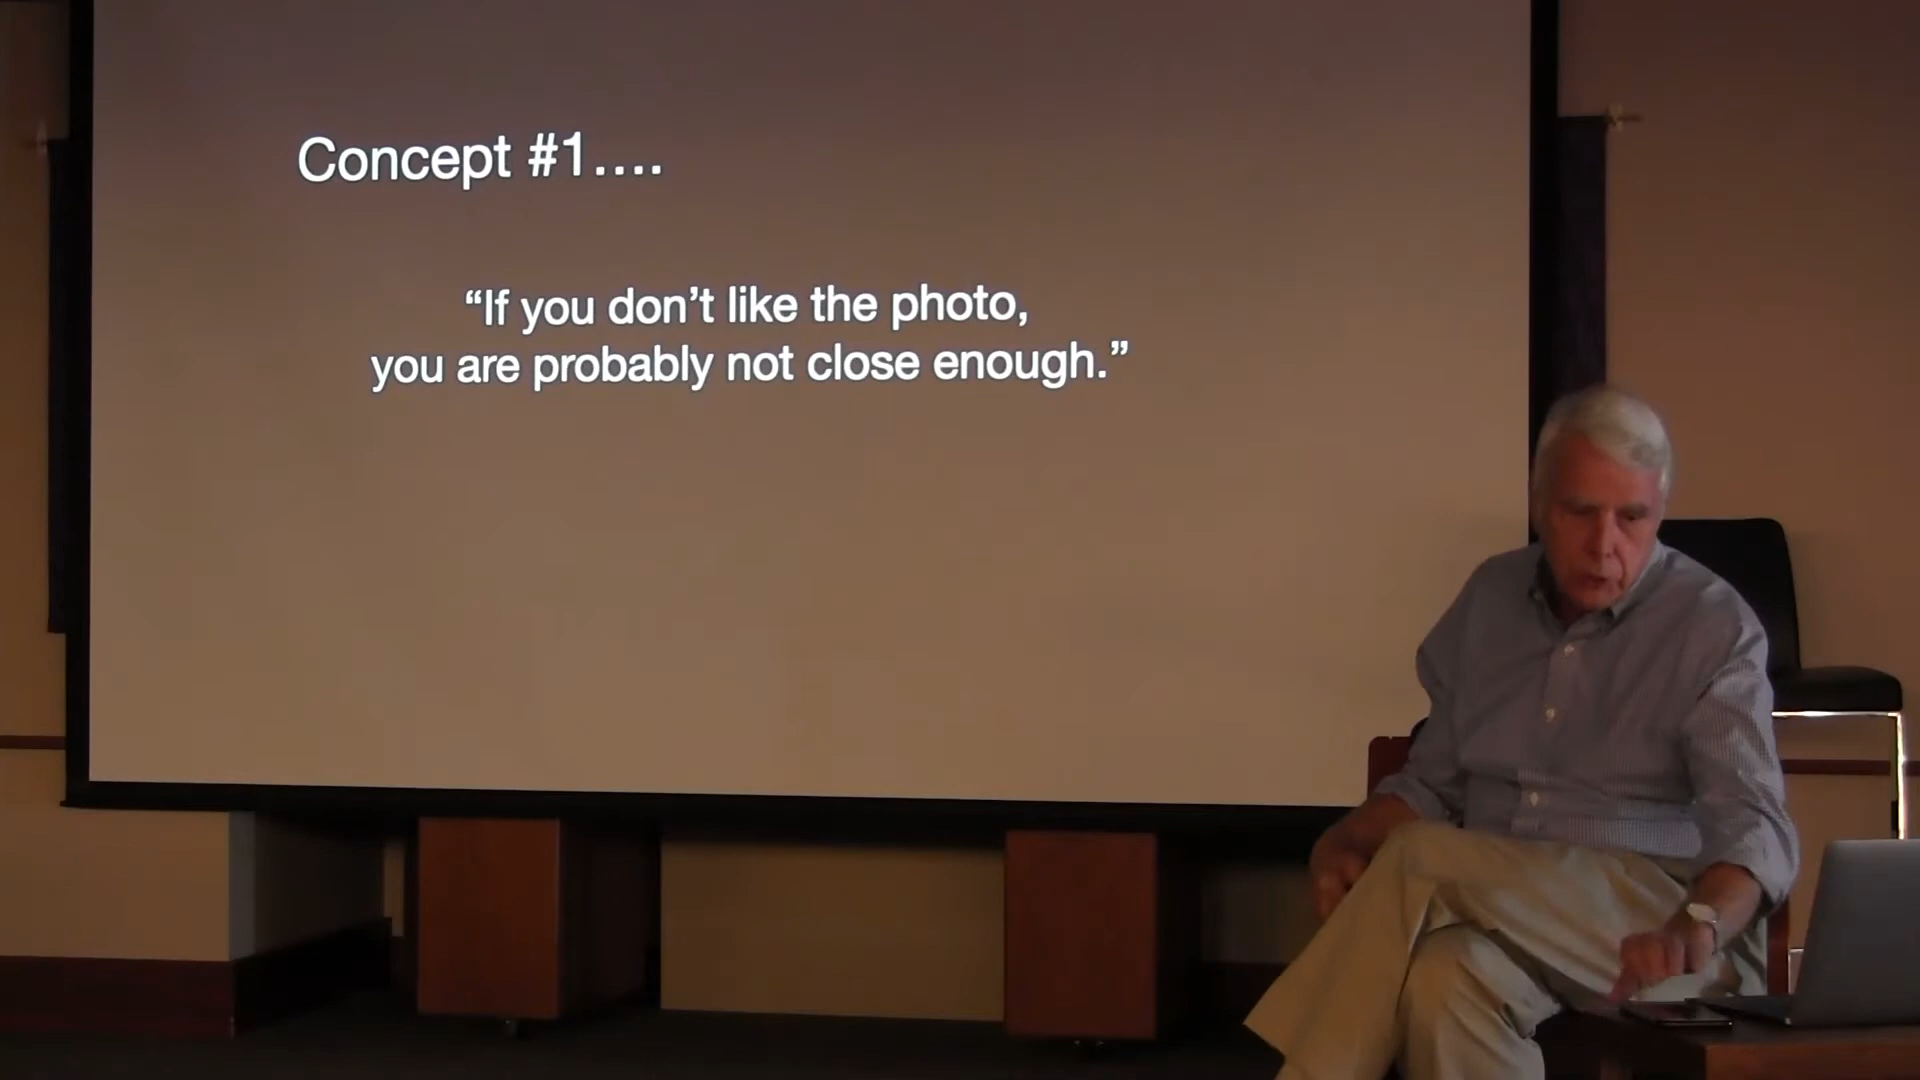 Concept #1....
“If you don’t like the photo,
you are probably not close enough.”